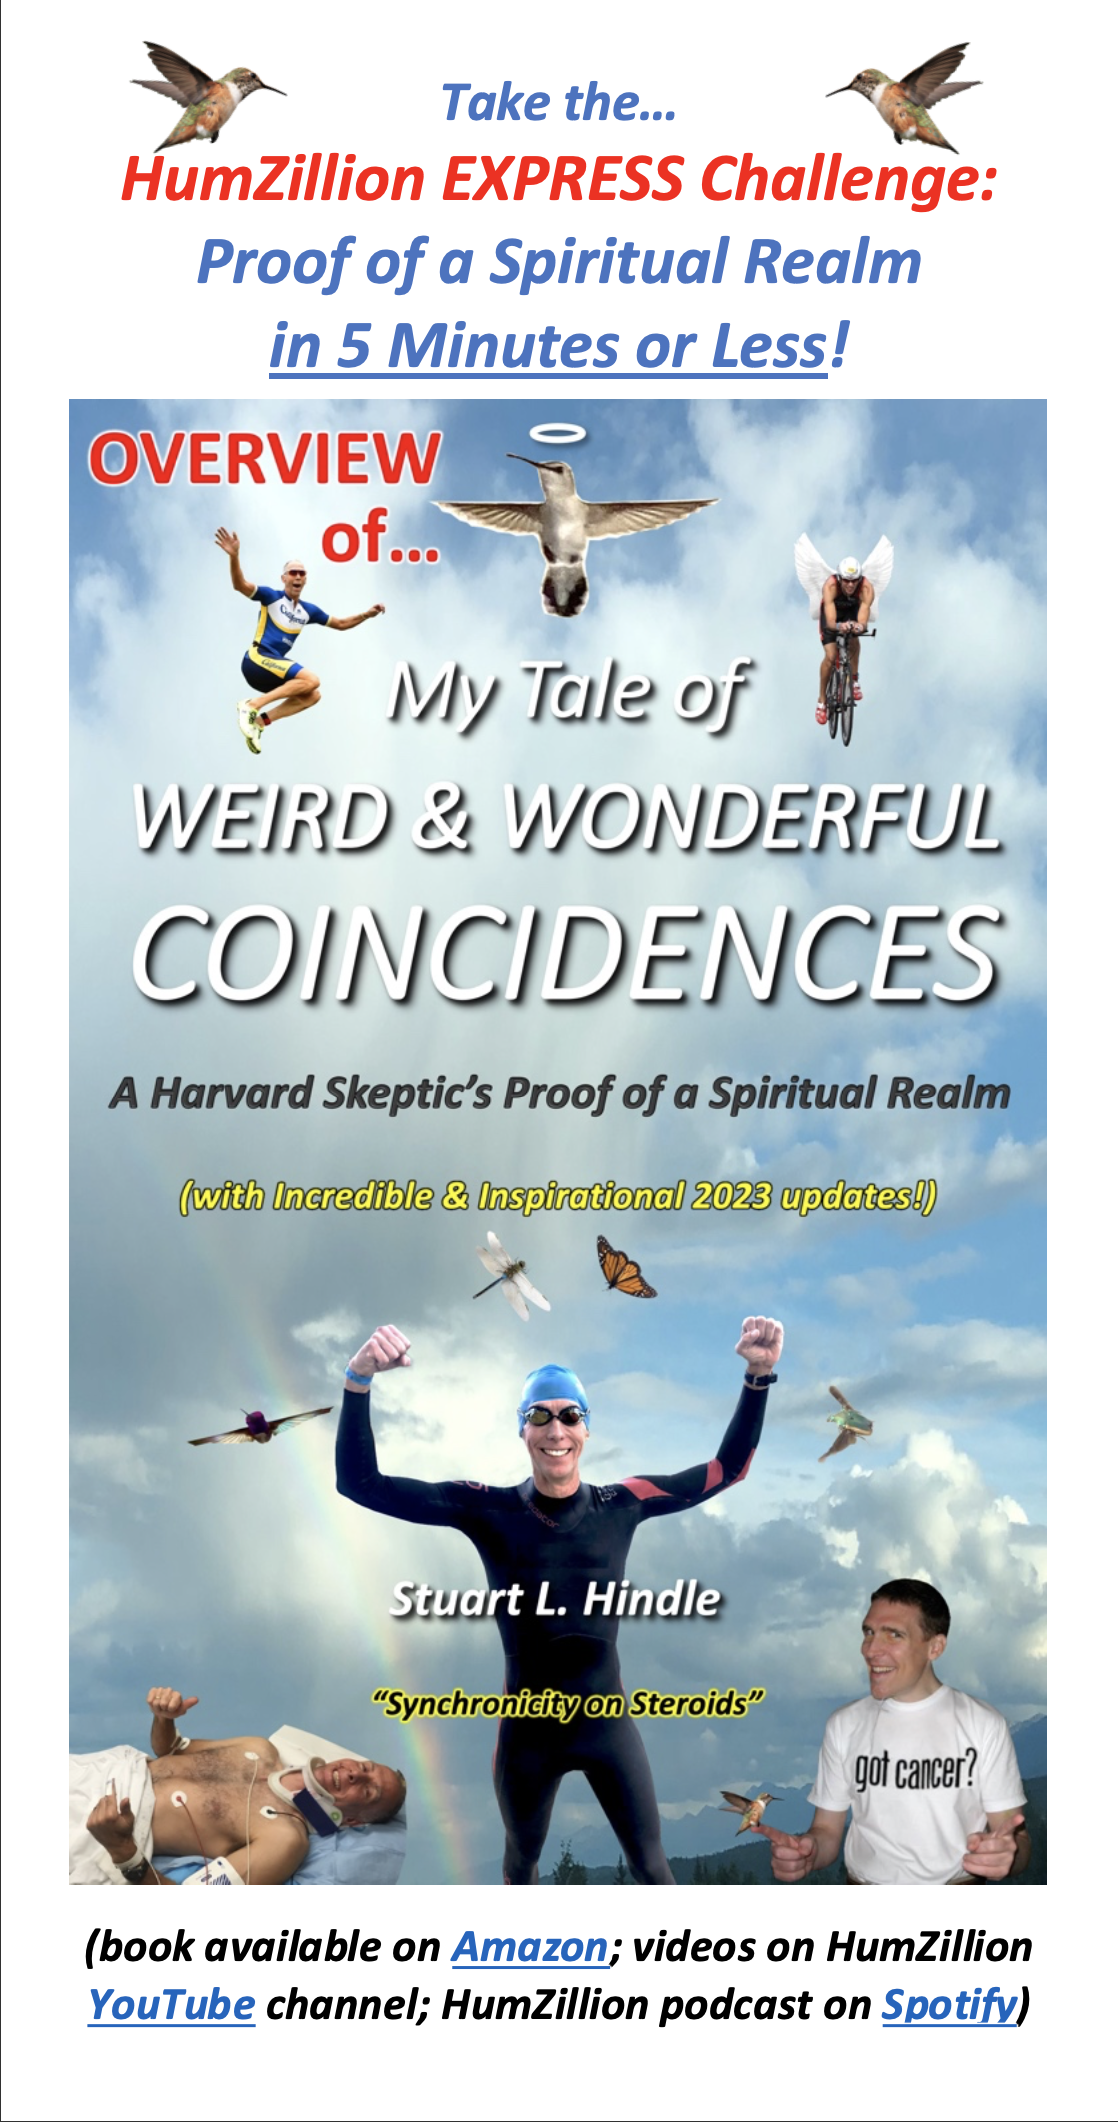 Take the...
HumZillion EXPRESS Challenge:
Proof of a Spiritual Realm
in 5 Minutes or Less!
OVERVIEW
of...
My Tale of
WEIRD & WONDERFUL
COINCIDENCES
A Harvard Skeptic's Proof of a Spiritual Realm
(with Incredible & Inspirational 2023 updates!)
Stuart L. Hindle
"Synchronicity on Steroids"
got cancer?
(book available on Amazon; videos on HumZillion
YouTube channel; HumZillion podcast on Spotify)